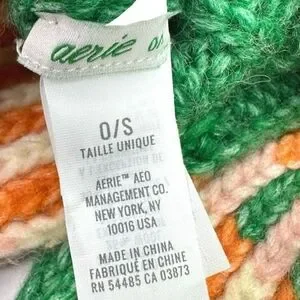 aerie
O/S
TAILLE UNIQUE
AERIE™ AEO
MANAGEMENT CO.
NEW YORK, NY
10016 USA
MADE IN CHINA
FABRIQUÉ EN CHINE
RN 54485 CA 03873